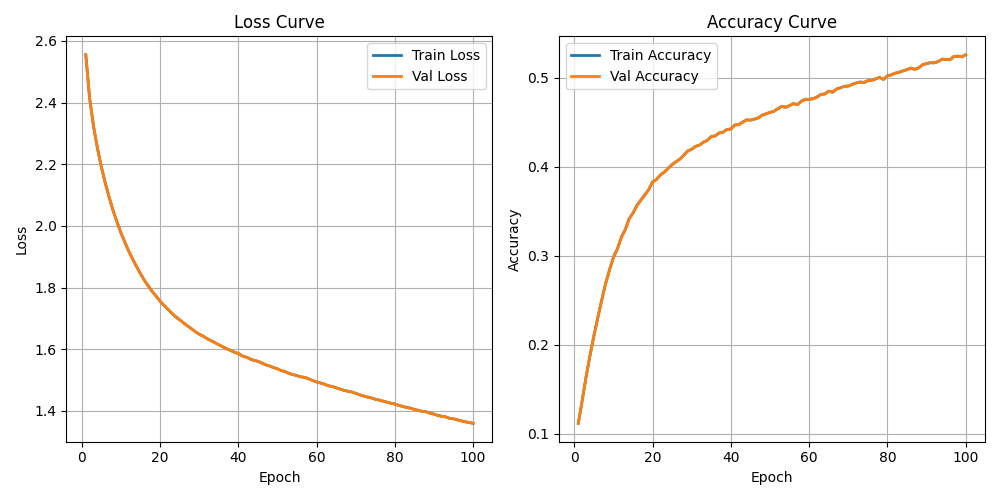 Loss Curve
2.6
2.4
2.2
2.0
1.8
1.6
1.4
0 20 40 60 80 100
Loss
Epoch
Train Loss
Val Loss
Accuracy Curve
0.5
0.4
0.3
0.2
0.1
0 20 40 60 80 100
Accuracy
Epoch
Train Accuracy
Val Accuracy